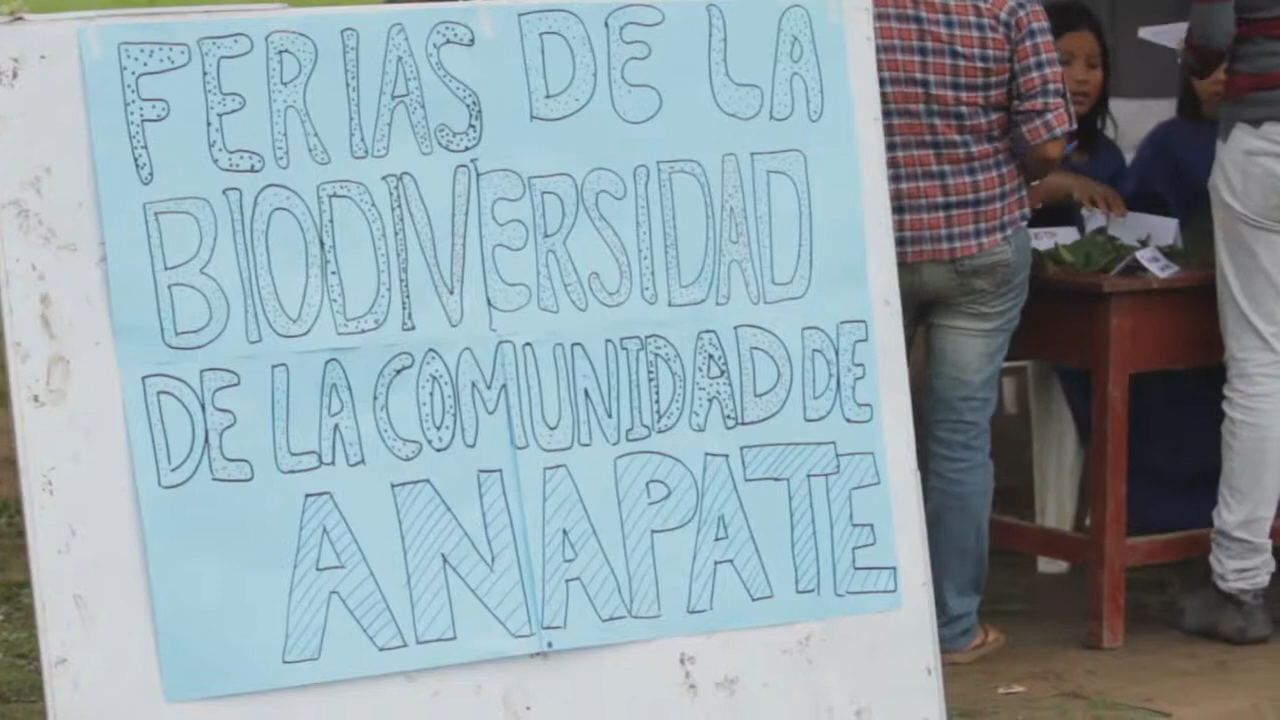 FERIAS DE LA
BIODIVERSIDAD
DE LA COMUNIDAD DE
ANAPATE